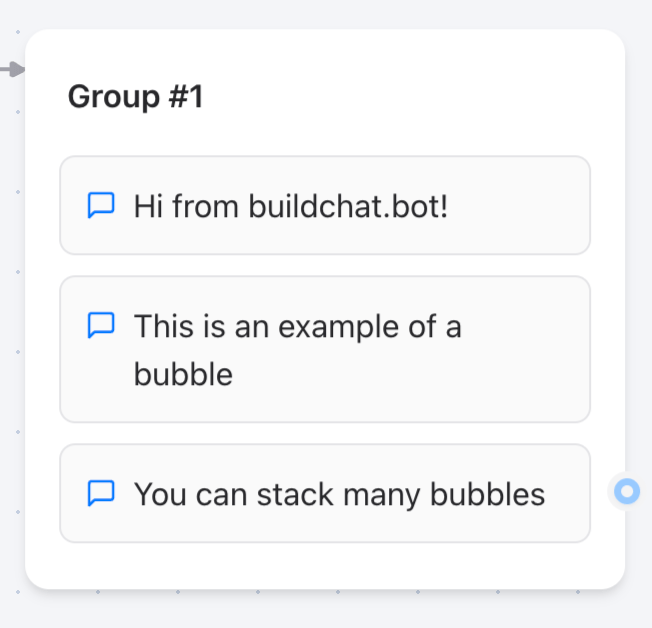 Group #1
Hi from buildchat.bot!
This is an example of a
bubble
You can stack many bubbles